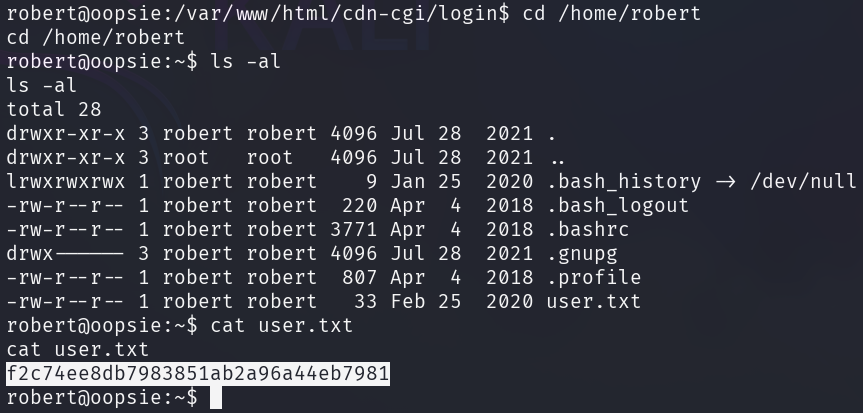 robert@oopsie:/var/www/html/cdn-cgi/login$ cd /home/robert
cd /home/robert
robert@oopsie:~$ ls -al
ls -al
total 28
drwxr-xr-x 3 robert robert 4096 Jul 28  2021 .
drwxr-xr-x 3 root   root   4096 Jul 28  2021 ..
lrwxrwxrwx 1 robert robert    9 Jan 25  2020 .bash_history -> /dev/null
-rw-r--r-- 1 robert robert  220 Apr  4  2018 .bash_logout
-rw-r--r-- 1 robert robert 3771 Apr  4  2018 .bashrc
drwx------ 3 robert robert 4096 Jul 28  2021 .gnupg
-rw-r--r-- 1 robert robert  807 Apr  4  2018 .profile
-rw-r--r-- 1 robert robert   33 Feb 25  2020 user.txt
robert@oopsie:~$ cat user.txt
cat user.txt
f2c74ee8db7983851ab2a96a44eb7981
robert@oopsie:~$